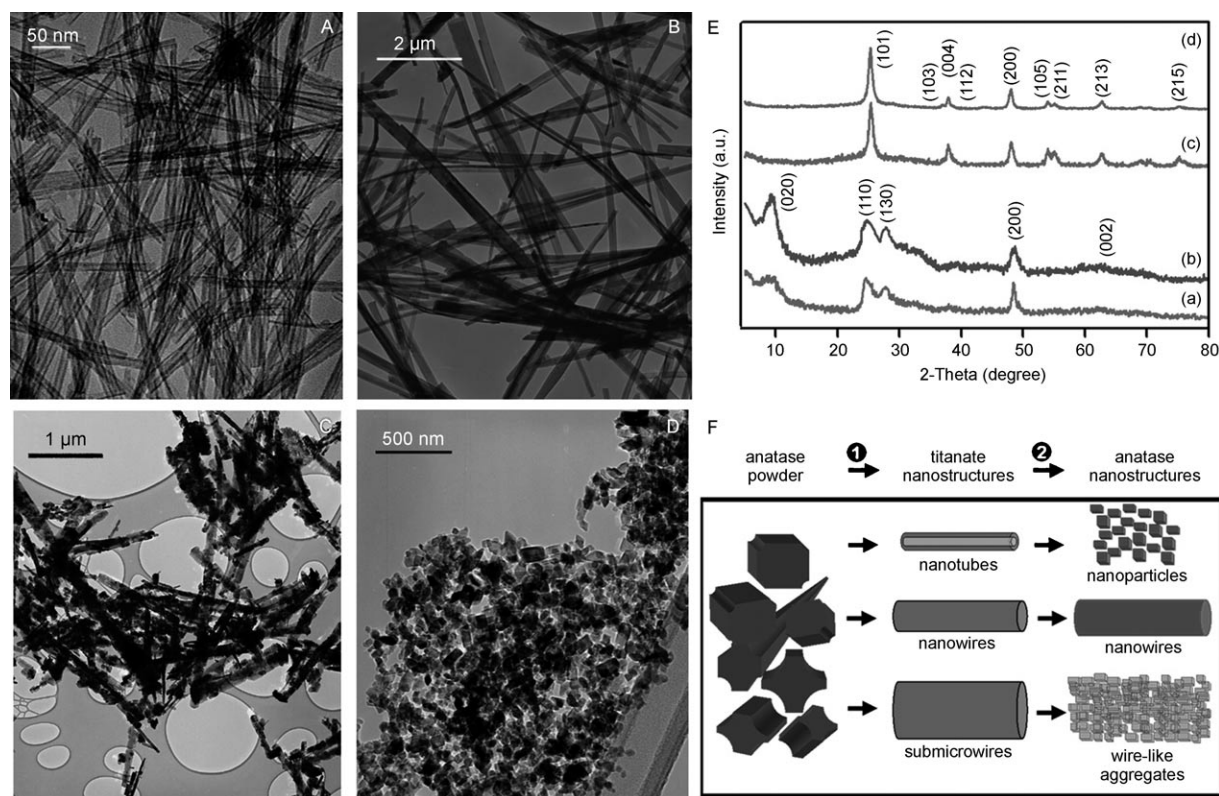 A
50 nm
B
2 μm
C
1 μm
D
500 nm
E
(d)
(101)
(103)
(004)
(112)
(200)
(105)
(211)
(213)
(215)
(c)
(020)
(110)
(130)
(200)
(002)
(b)
(a)
Intensity (a.u.)
10 20 30 40 50 60 70 80
2-Theta (degree)
F
1 2
anatase powder
titanate nanostructures
anatase nanostructures
nanotubes
nanoparticles
nanowires
nanowires
submicrowires
wire-like
aggregates